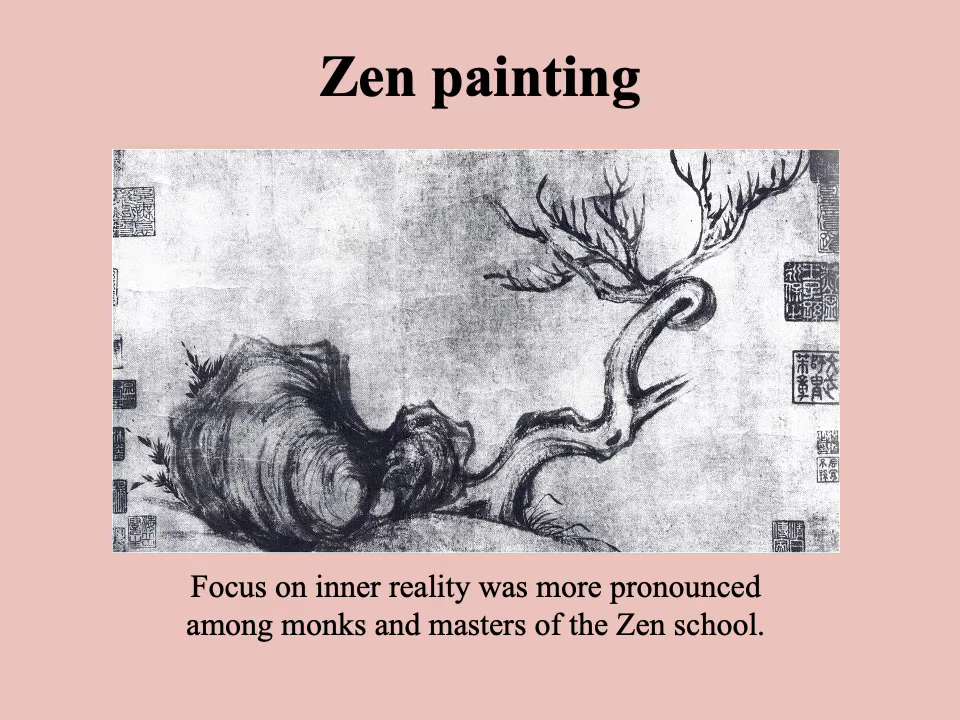 Zen painting
Focus on inner reality was more pronounced
among monks and masters of the Zen school.